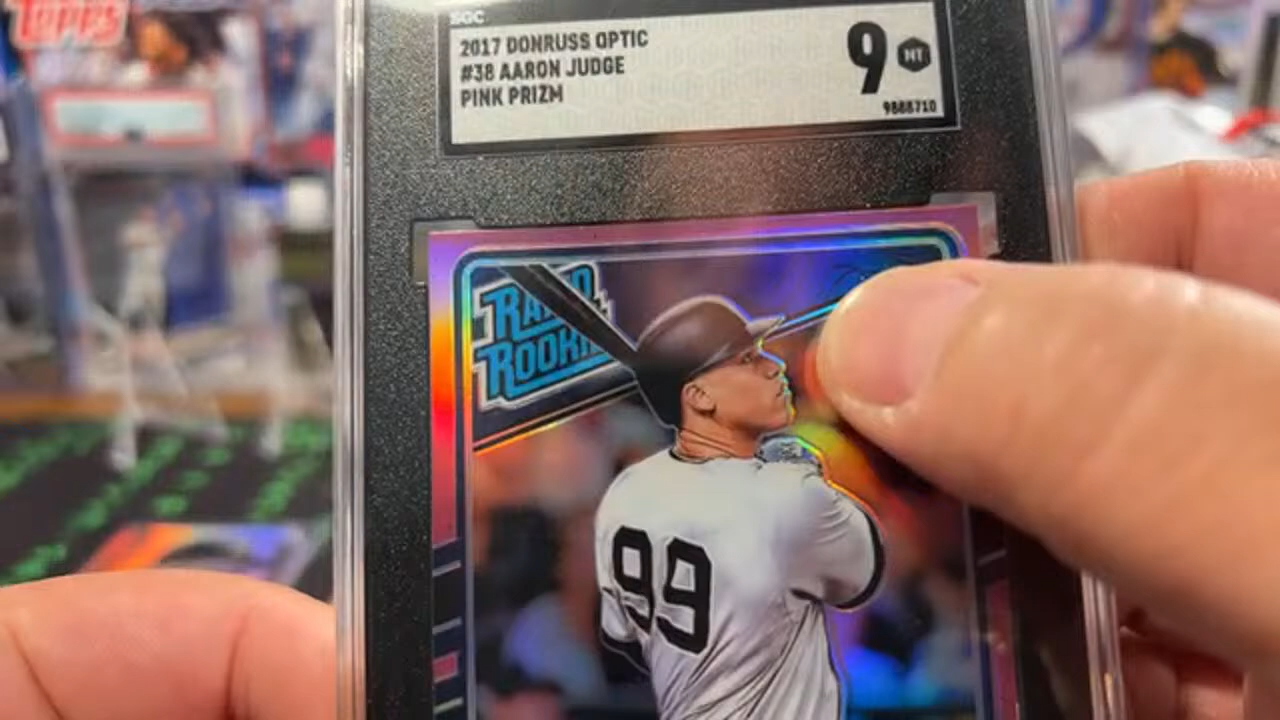 TOPPS
SGC
2017 DONRUSS OPTIC
#38 AARON JUDGE
PINK PRIZM
9 MT
9888710
RATED
ROOKIE
99